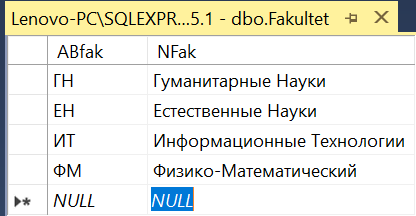 Lenovo-PC\SQLEXPR...5.1 - dbo.Fakultet
ABfak NFak
ГН Гуманитарные Науки
ЕН Естественные Науки
ИТ Информационные Технологии
ФМ Физико-Математический
NULL NULL